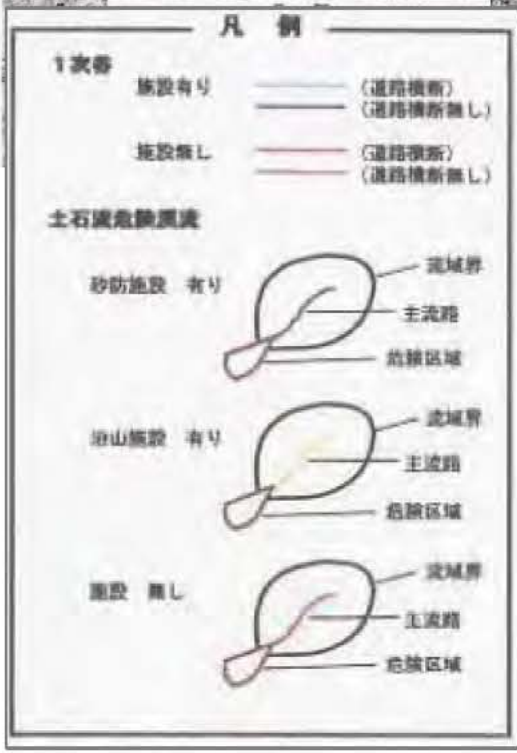 凡 例
1次谷
施設有り (道路横断)
(道路横断無し)
施設無し (道路横断)
(道路横断無し)
土石流危険渓流
砂防施設 有り
流域界
主流路
危険区域
治山施設 有り
流域界
主流路
危険区域
施設 無し
流域界
主流路
危険区域